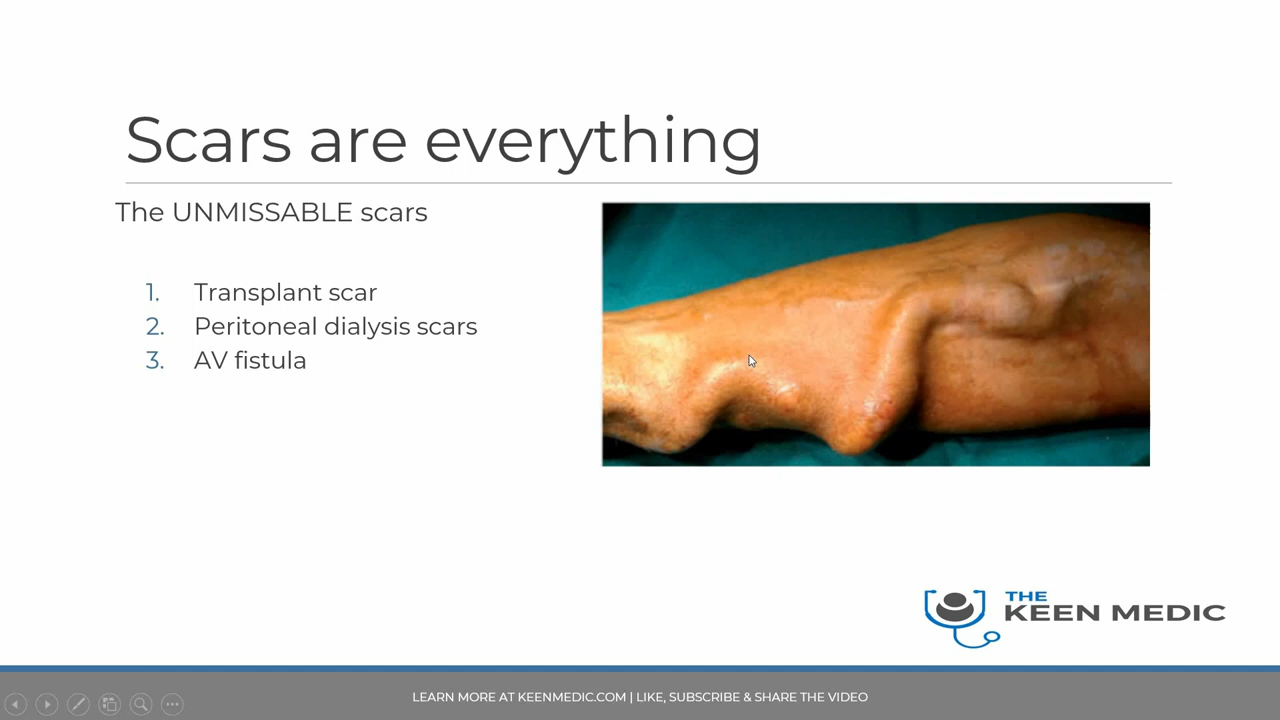 Scars are everything
The UNMISSABLE scars
1. Transplant scar
2. Peritoneal dialysis scars
3. AV fistula
THE
KEEN MEDIC
LEARN MORE AT KEENMEDIC.COM | LIKE, SUBSCRIBE & SHARE THE VIDEO